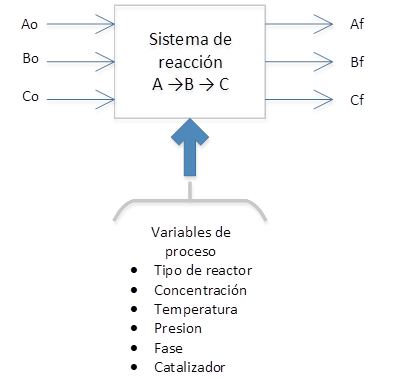 Ao
Bo
Co
Sistema de
reacción
A →B → C
Af
Bf
Cf
Variables de
proceso
• Tipo de reactor
• Concentración
• Temperatura
• Presion
• Fase
• Catalizador